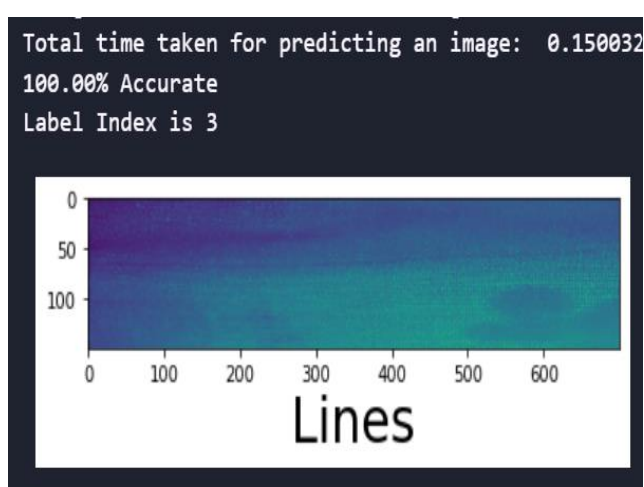 Total time taken for predicting an image: 0.150032
100.00% Accurate
Label Index is 3
0
50
100
0 100 200 300 400 500 600
Lines